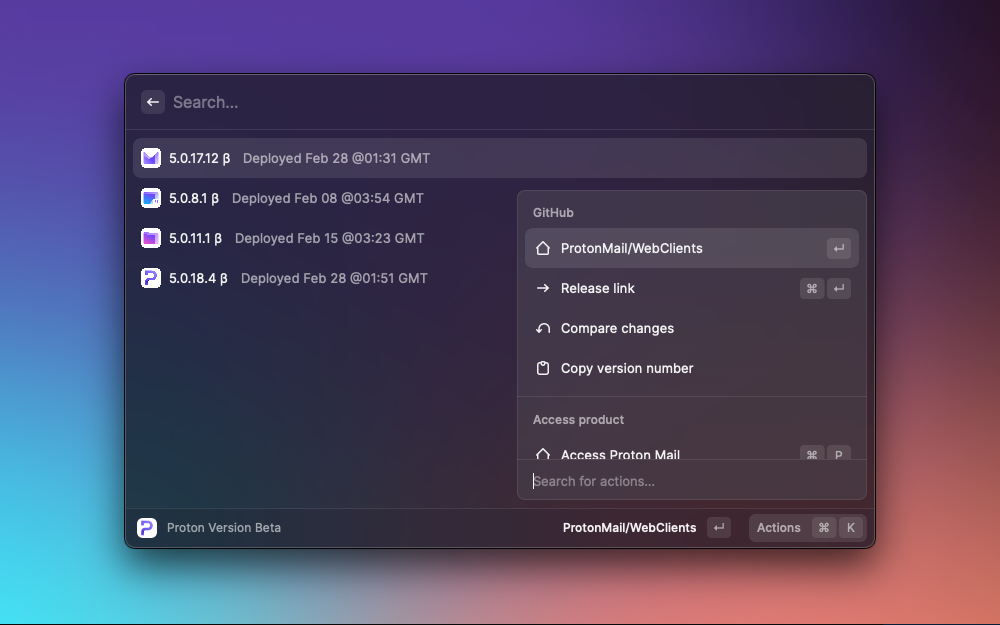 Search...
5.0.17.12 β Deployed Feb 28 @01:31 GMT
5.0.8.1 β Deployed Feb 08 @03:54 GMT
5.0.11.1 β Deployed Feb 15 @03:23 GMT
5.0.18.4 β Deployed Feb 28 @01:51 GMT
GitHub
ProtonMail/WebClients ↵
Release link ⌘ ↵
Compare changes
Copy version number
Access product
Access Proton Mail ⌘ P
Search for actions...
Proton Version Beta ProtonMail/WebClients ↵ Actions ⌘ K